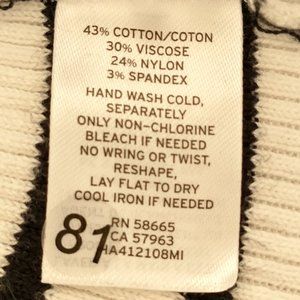 43% COTTON/COTON
30% VISCOSE
24% NYLON
3% SPANDEX
HAND WASH COLD,
SEPARATELY
ONLY NON-CHLORINE
BLEACH IF NEEDED
NO WRING OR TWIST,
RESHAPE,
LAY FLAT TO DRY
COOL IRON IF NEEDED
81
RN 58665
CA 57963
HA412108MI